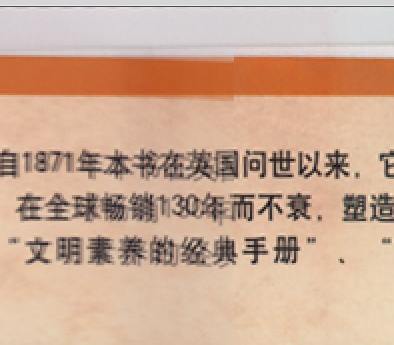 自1871年本书在英国问世以来，它
在全球畅销130年而不衰，塑造
“文明素养的经典手册”、“